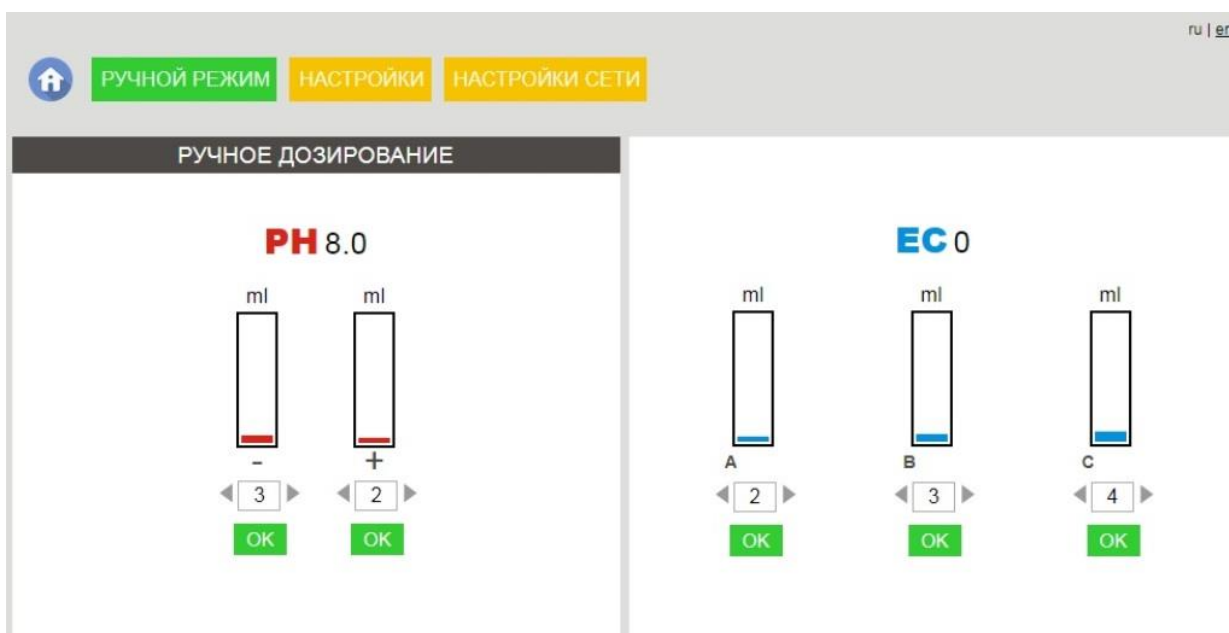 ru | en
РУЧНОЙ РЕЖИМ НАСТРОЙКИ НАСТРОЙКИ СЕТИ
РУЧНОЕ ДОЗИРОВАНИЕ
PH 8.0
ml ml
- +
3 2
OK OK
EC 0
ml ml ml
A B C
2 3 4
OK OK OK